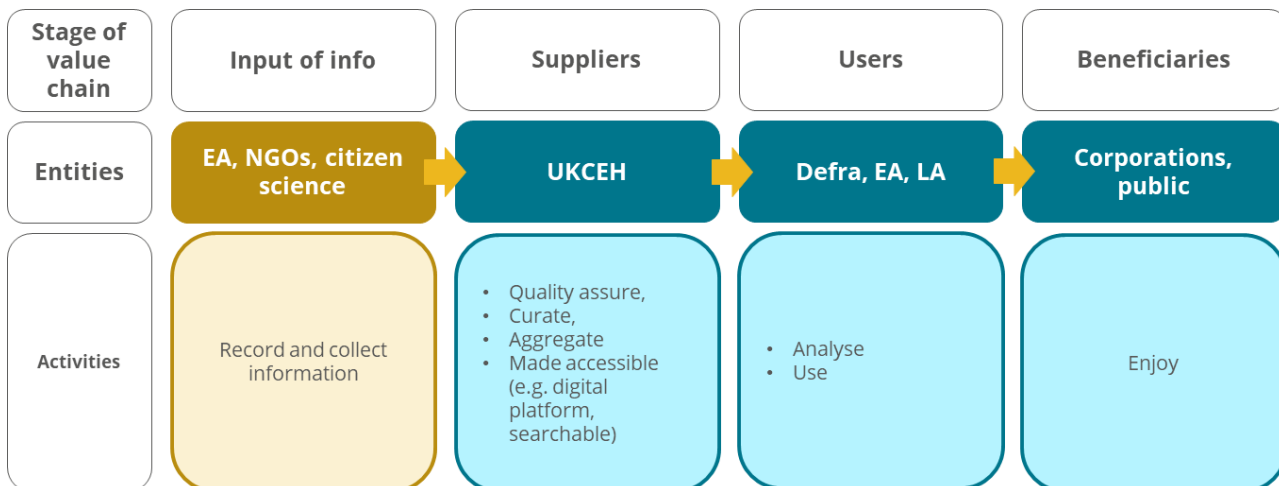 Stage of
value
chain
Input of info
Suppliers
Users
Beneficiaries
Entities
EA, NGOs, citizen
science
UKCEH
Defra, EA, LA
Corporations,
public
Activities
Record and collect
information
• Quality assure,
• Curate,
• Aggregate
• Made accessible
(e.g. digital
platform,
searchable)
• Analyse
• Use
Enjoy